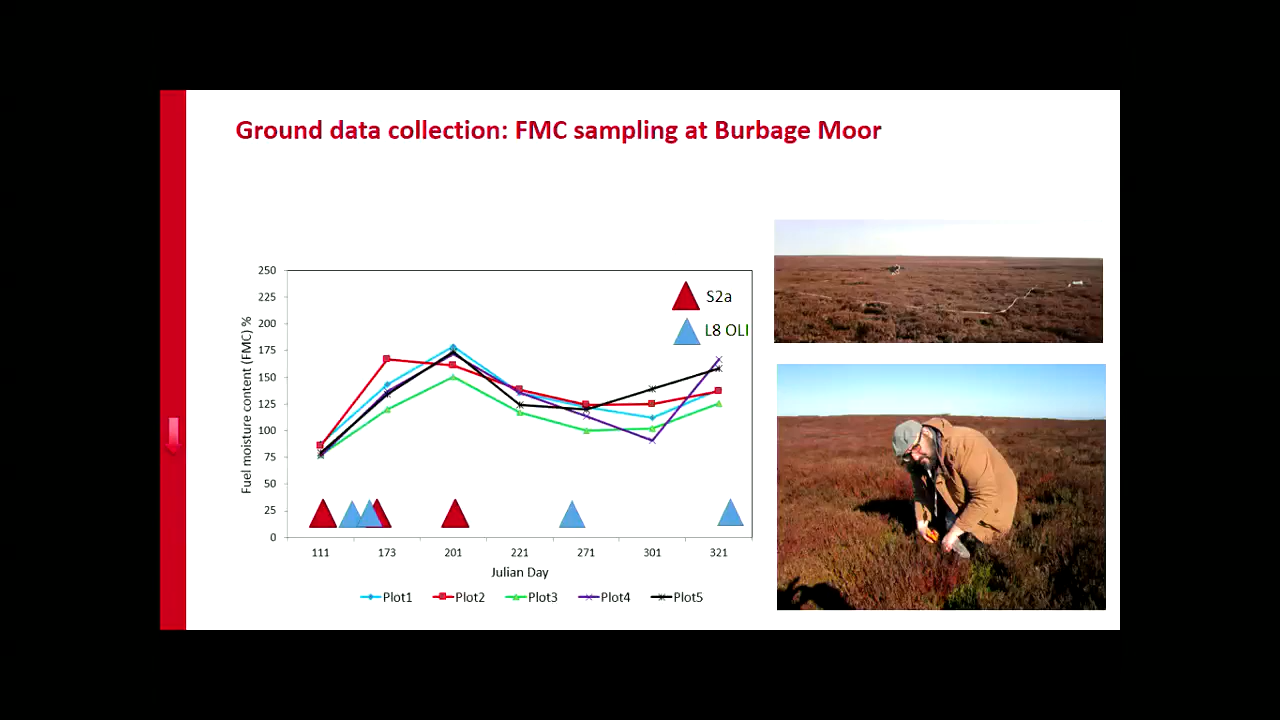 Ground data collection: FMC sampling at Burbage Moor
Fuel moisture content (FMC) %
250
225
200
175
150
125
100
75
50
25
0
S2a
L8 OLI
111 173 201 221 271 301 321
Julian Day
Plot1 Plot2 Plot3 Plot4 Plot5